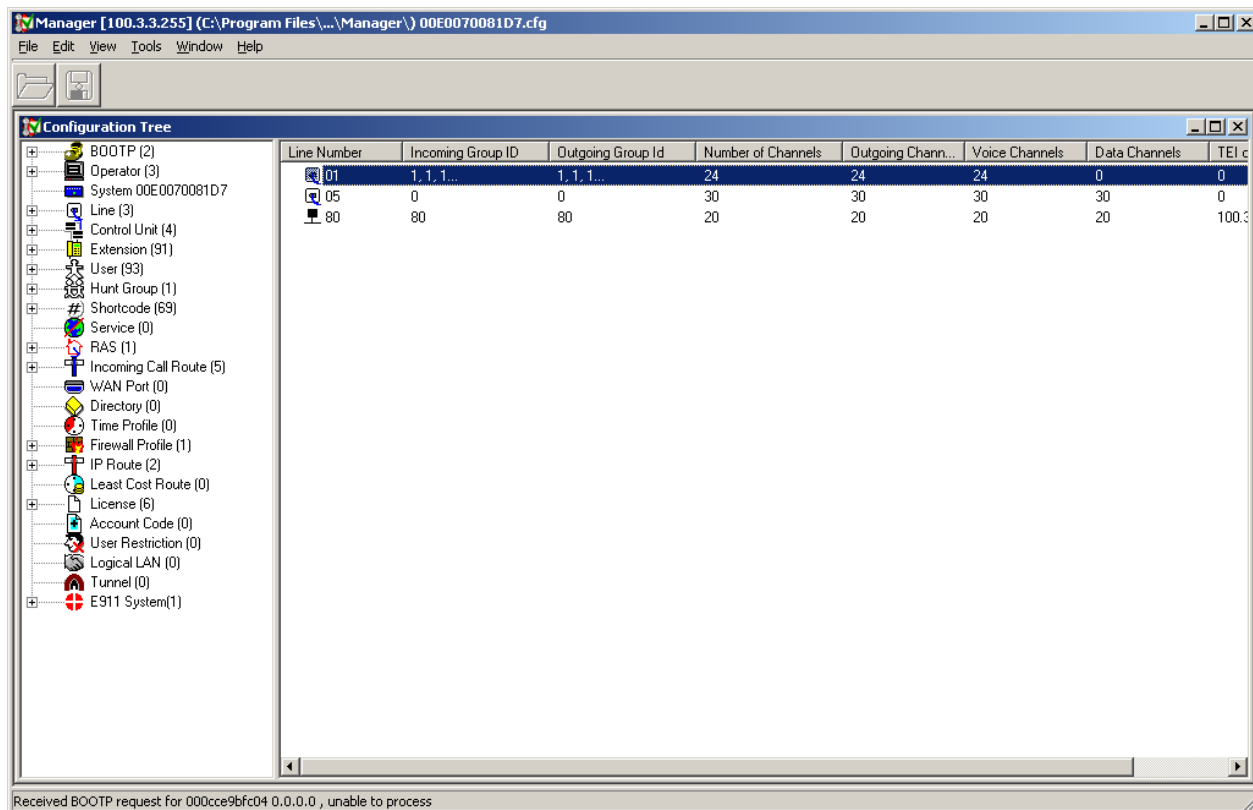 Manager [100.3.3.255] (C:\Program Files\...\Manager\) 00E0070081D7.cfg
File Edit View Tools Window Help
Configuration Tree
BOOTP (2)
Operator (3)
System 00E0070081D7
Line (3)
Control Unit (4)
Extension (91)
User (93)
Hunt Group (1)
Shortcode (69)
Service (0)
RAS (1)
Incoming Call Route (5)
WAN Port (0)
Directory (0)
Time Profile (0)
Firewall Profile (1)
IP Route (2)
Least Cost Route (0)
License (6)
Account Code (0)
User Restriction (0)
Logical LAN (0)
Tunnel (0)
E911 System(1)
Line Number Incoming Group ID Outgoing Group Id Number of Channels Outgoing Chann... Voice Channels Data Channels TEI
01 1, 1, 1... 1, 1, 1... 24 24 24 0 0
05 0 0 30 30 30 30 0
80 80 80 20 20 20 20 100.3
Received BOOTP request for 000cce9bfc04 0.0.0.0 , unable to process